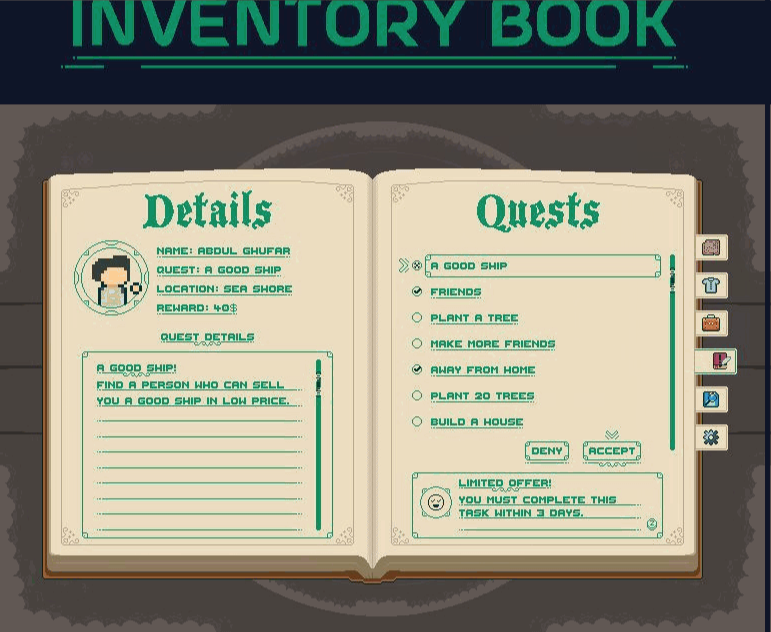 INVENTORY BOOK
Details
NAME: ABDUL GHUFAR
QUEST: A GOOD SHIP
LOCATION: SEA SHORE
REWARD: 40$
QUEST DETAILS
A GOOD SHIP!
FIND A PERSON WHO CAN SELL
YOU A GOOD SHIP IN LOW PRICE.
Quests
A GOOD SHIP
FRIENDS
PLANT A TREE
MAKE MORE FRIENDS
AWAY FROM HOME
PLANT 20 TREES
BUILD A HOUSE
DENY ACCEPT
LIMITED OFFER!
YOU MUST COMPLETE THIS
TASK WITHIN 3 DAYS.